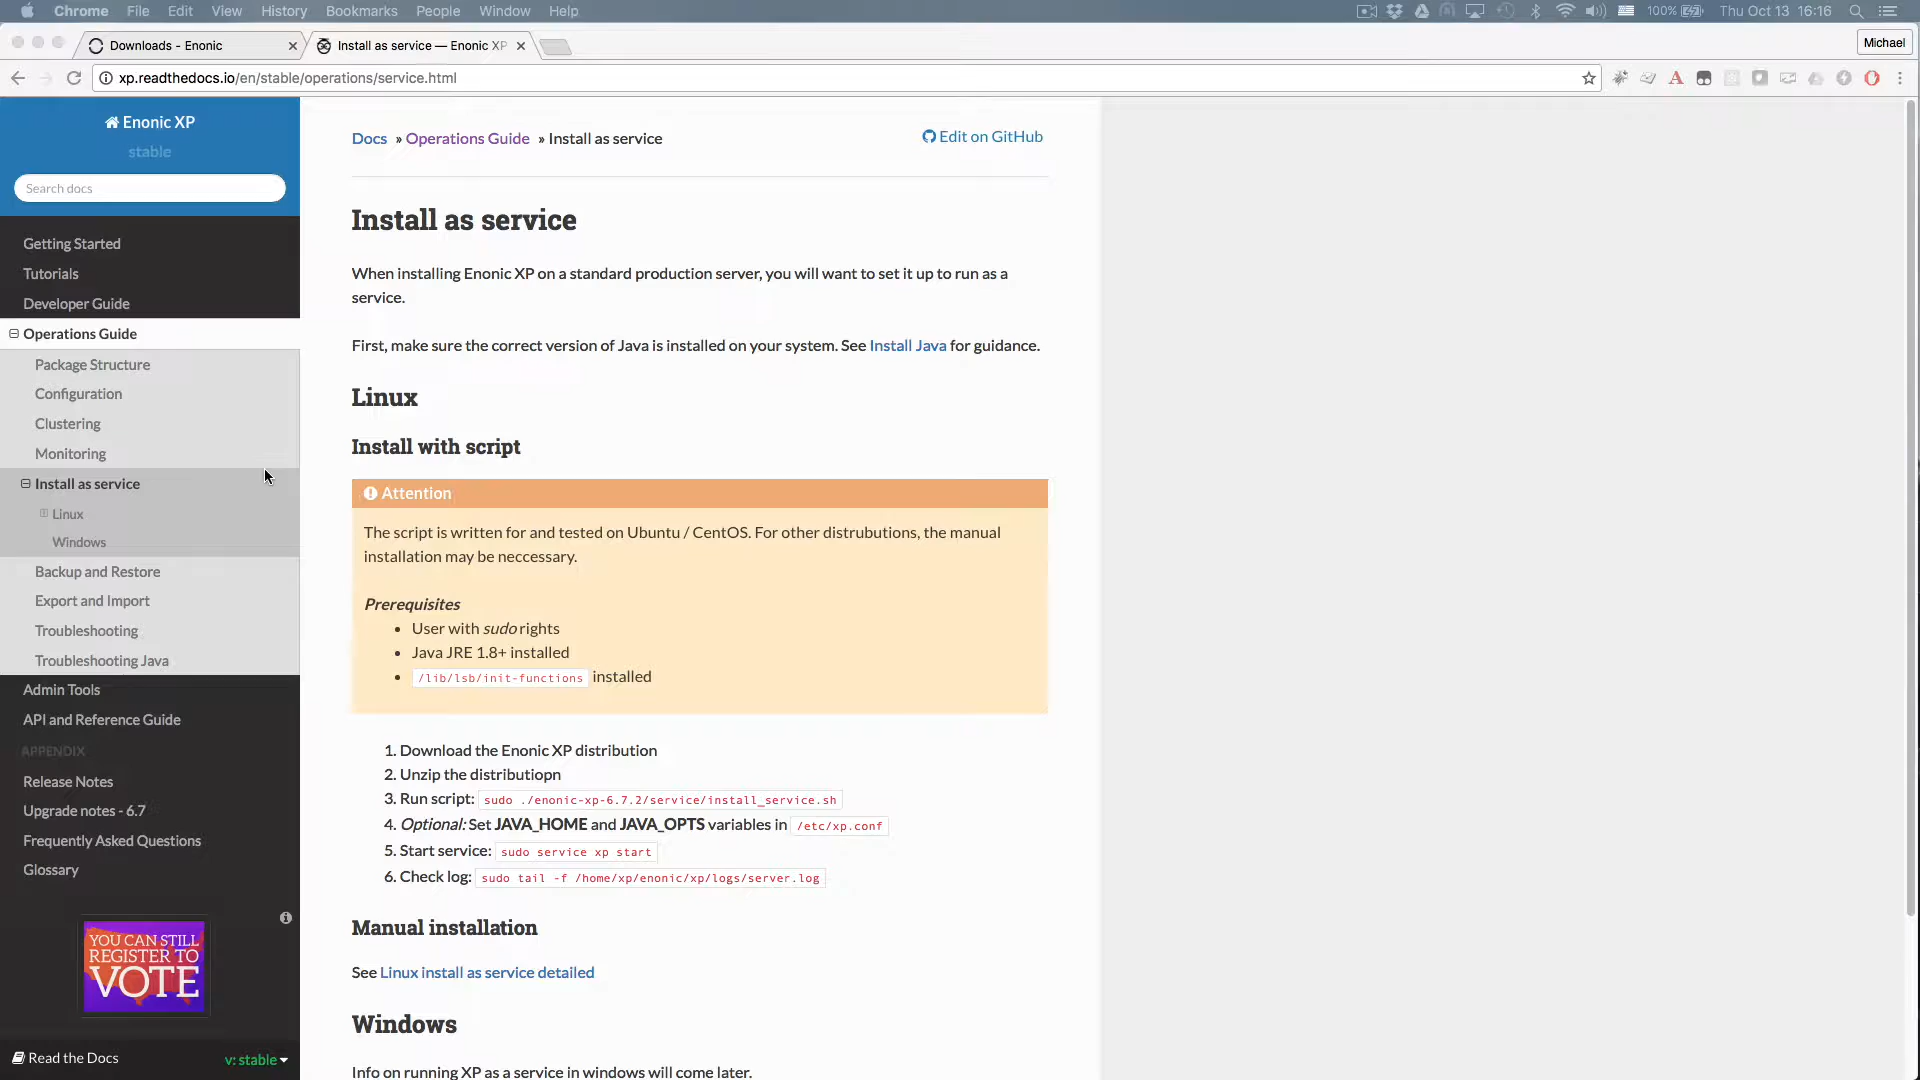 Chrome File Edit View History Bookmarks People Window Help 100% Thu Oct 13 16:16
Downloads - Enonic
Install as service — Enonic XP
Michael
xp.readthedocs.io/en/stable/operations/service.html
Enonic XP
stable
Search docs
Getting Started
Tutorials
Developer Guide
Operations Guide
Package Structure
Configuration
Clustering
Monitoring
Install as service
Linux
Windows
Backup and Restore
Export and Import
Troubleshooting
Troubleshooting Java
Admin Tools
API and Reference Guide
APPENDIX
Release Notes
Upgrade notes - 6.7
Frequently Asked Questions
Glossary
YOU CAN STILL
REGISTER TO
VOTE
Read the Docs
v: stable
Docs » Operations Guide » Install as service
Edit on GitHub
Install as service
When installing Enonic XP on a standard production server, you will want to set it up to run as a
service.
First, make sure the correct version of Java is installed on your system. See Install Java for guidance.
Linux
Install with script
Attention
The script is written for and tested on Ubuntu / CentOS. For other distrubutions, the manual
installation may be neccessary.
Prerequisites
• User with sudo rights
• Java JRE 1.8+ installed
• /lib/lsb/init-functions installed
1. Download the Enonic XP distribution
2. Unzip the distributiopn
3. Run script: sudo ./enonic-xp-6.7.2/service/install_service.sh
4. Optional: Set JAVA_HOME and JAVA_OPTS variables in /etc/xp.conf
5. Start service: sudo service xp start
6. Check log: sudo tail -f /home/xp/enonic/xp/logs/server.log
Manual installation
See Linux install as service detailed
Windows
Info on running XP as a service in windows will come later.